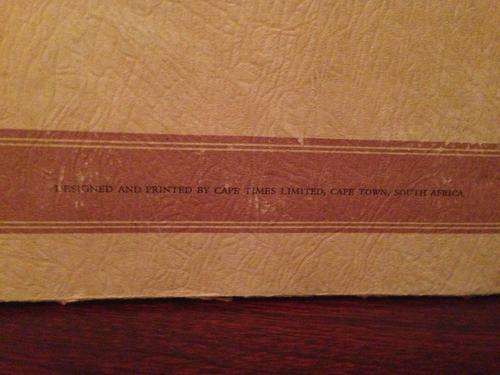 DESIGNED AND PRINTED BY CAPE TIMES LIMITED, CAPE TOWN, SOUTH AFRICA